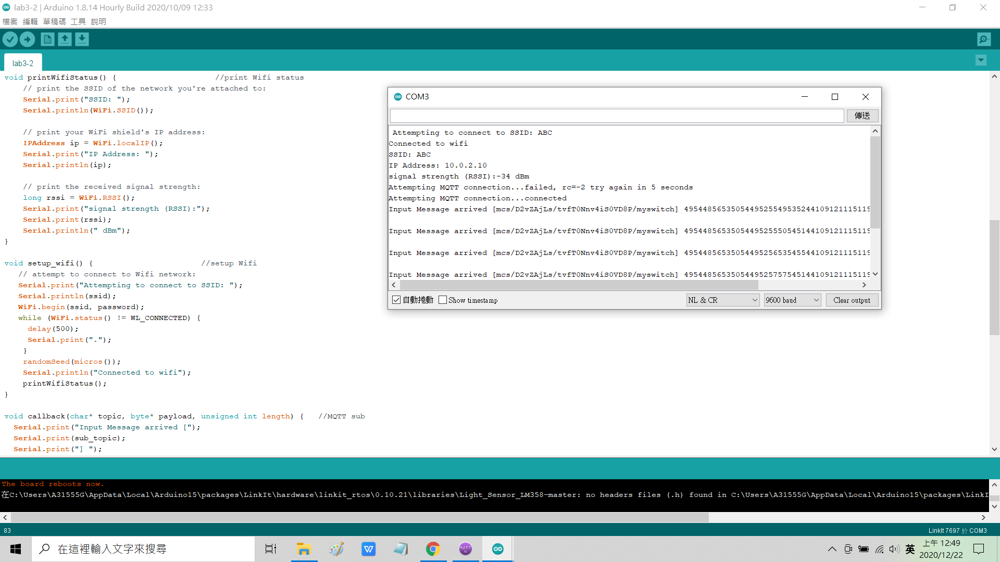 lab3-2 | Arduino 1.8.14 Hourly Build 2020/10/09 12:33
檔案 編輯 草稿碼 工具 說明
lab3-2
void printWifiStatus() { //print Wifi status
// print the SSID of the network you're attached to:
Serial.print("SSID: ");
Serial.println(WiFi.SSID());
// print your WiFi shield's IP address:
IPAddress ip = WiFi.localIP();
Serial.print("IP Address: ");
Serial.println(ip);
// print the received signal strength:
long rssi = WiFi.RSSI();
Serial.print("signal strength (RSSI):");
Serial.print(rssi);
Serial.println(" dBm");
}
void setup_wifi() { //setup Wifi
// attempt to connect to Wifi network:
Serial.print("Attempting to connect to SSID: ");
Serial.println(ssid);
WiFi.begin(ssid, password);
while (WiFi.status() != WL_CONNECTED) {
delay(500);
Serial.print(".");
}
randomSeed(micros());
Serial.println("Connected to wifi");
printWifiStatus();
}
void callback(char* topic, byte* payload, unsigned int length) { //MQTT sub
Serial.print("Input Message arrived [");
Serial.print(sub_topic);
Serial.print("] ");
COM3
傳送
Attempting to connect to SSID: ABC
Connected to wifi
SSID: ABC
IP Address: 10.0.2.10
signal strength (RSSI):-34 dBm
Attempting MQTT connection...failed, rc=-2 try again in 5 seconds
Attempting MQTT connection...connected
Input Message arrived [mcs/D2vZAjLs/tvfT0Nnv4iS0VD8P/myswitch] 4954485653505449525549535244109121115119
Input Message arrived [mcs/D2vZAjLs/tvfT0Nnv4iS0VD8P/myswitch] 4954485653505449525550545144109121115119
Input Message arrived [mcs/D2vZAjLs/tvfT0Nnv4iS0VD8P/myswitch] 4954485653505449525653545544109121115119
Input Message arrived [mcs/D2vZAjLs/tvfT0Nnv4iS0VD8P/myswitch] 4954485653505449525757545144109121115119
自動捲動 Show timestamp NL & CR 9600 baud Clear output
The board reboots now.
在C:\Users\A31555G\AppData\Local\Arduino15\packages\LinkIt\hardware\linkit_rtos\0.10.21\libraries\Light_Sensor_LM358-master: no headers files (.h) found in C:\Users\A31555G\AppData\Local\Arduino15\packages\LinkI
83
LinkIt 7697 於 COM3
在這裡輸入文字來搜尋
MQTT
英
上午 12:49
2020/12/22